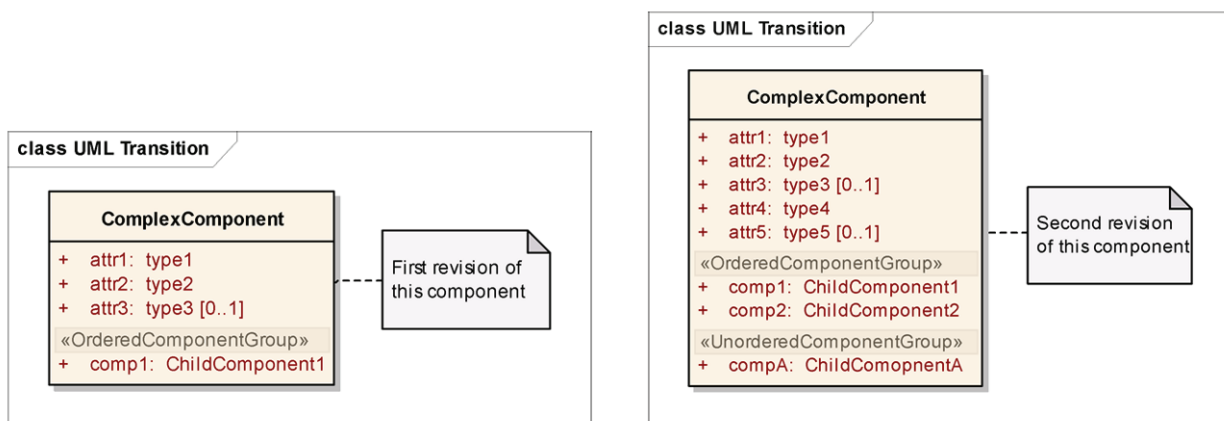 class UML Transition
ComplexComponent
+ attr1: type1
+ attr2: type2
+ attr3: type3 [0..1]
«OrderedComponentGroup»
+ comp1: ChildComponent1
First revision of
this component
class UML Transition
ComplexComponent
+ attr1: type1
+ attr2: type2
+ attr3: type3 [0..1]
+ attr4: type4
+ attr5: type5 [0..1]
«OrderedComponentGroup»
+ comp1: ChildComponent1
+ comp2: ChildComponent2
«UnorderedComponentGroup»
+ compA: ChildComopnentA
Second revision
of this component